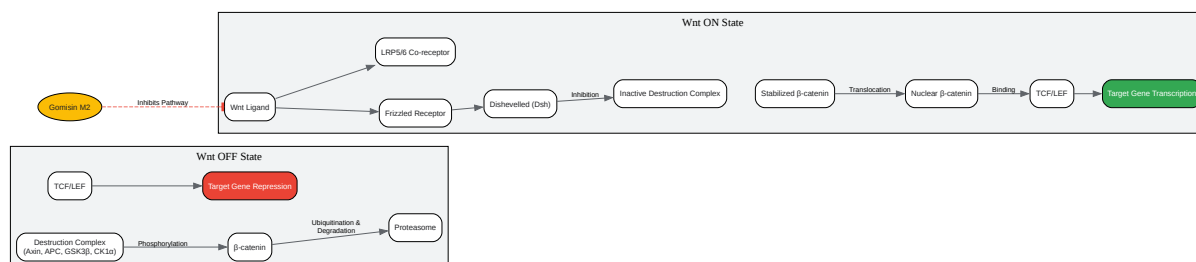 Wnt ON State
LRP5/6 Co-receptor
Gomisin M2
Inhibits Pathway
Wnt Ligand
Frizzled Receptor
Dishevelled (Dsh)
Inhibition
Inactive Destruction Complex
Stabilized β-catenin
Translocation
Nuclear β-catenin
Binding
TCF/LEF
Target Gene Transcription
Wnt OFF State
TCF/LEF
Target Gene Repression
Destruction Complex
(Axin, APC, GSK3β, CK1α)
Phosphorylation
β-catenin
Ubiquitination &
Degradation
Proteasome